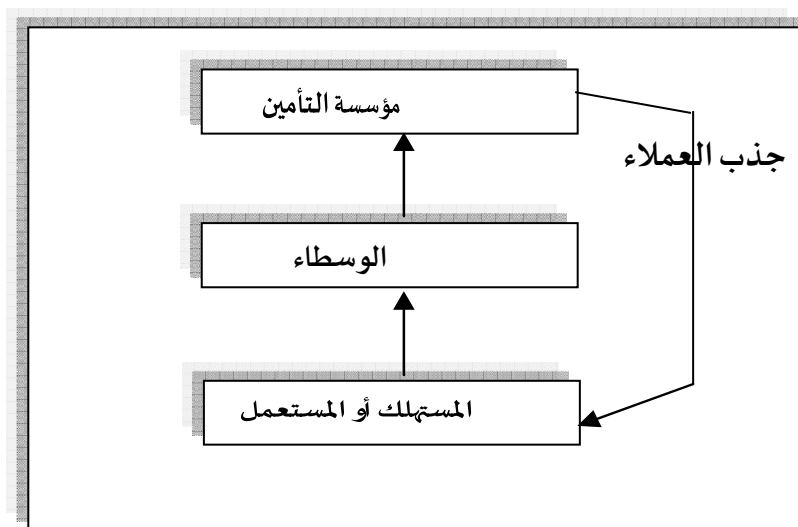 مؤسسة التأمين
جذب العملاء
الوسطاء
المستهلك أو المستعمل